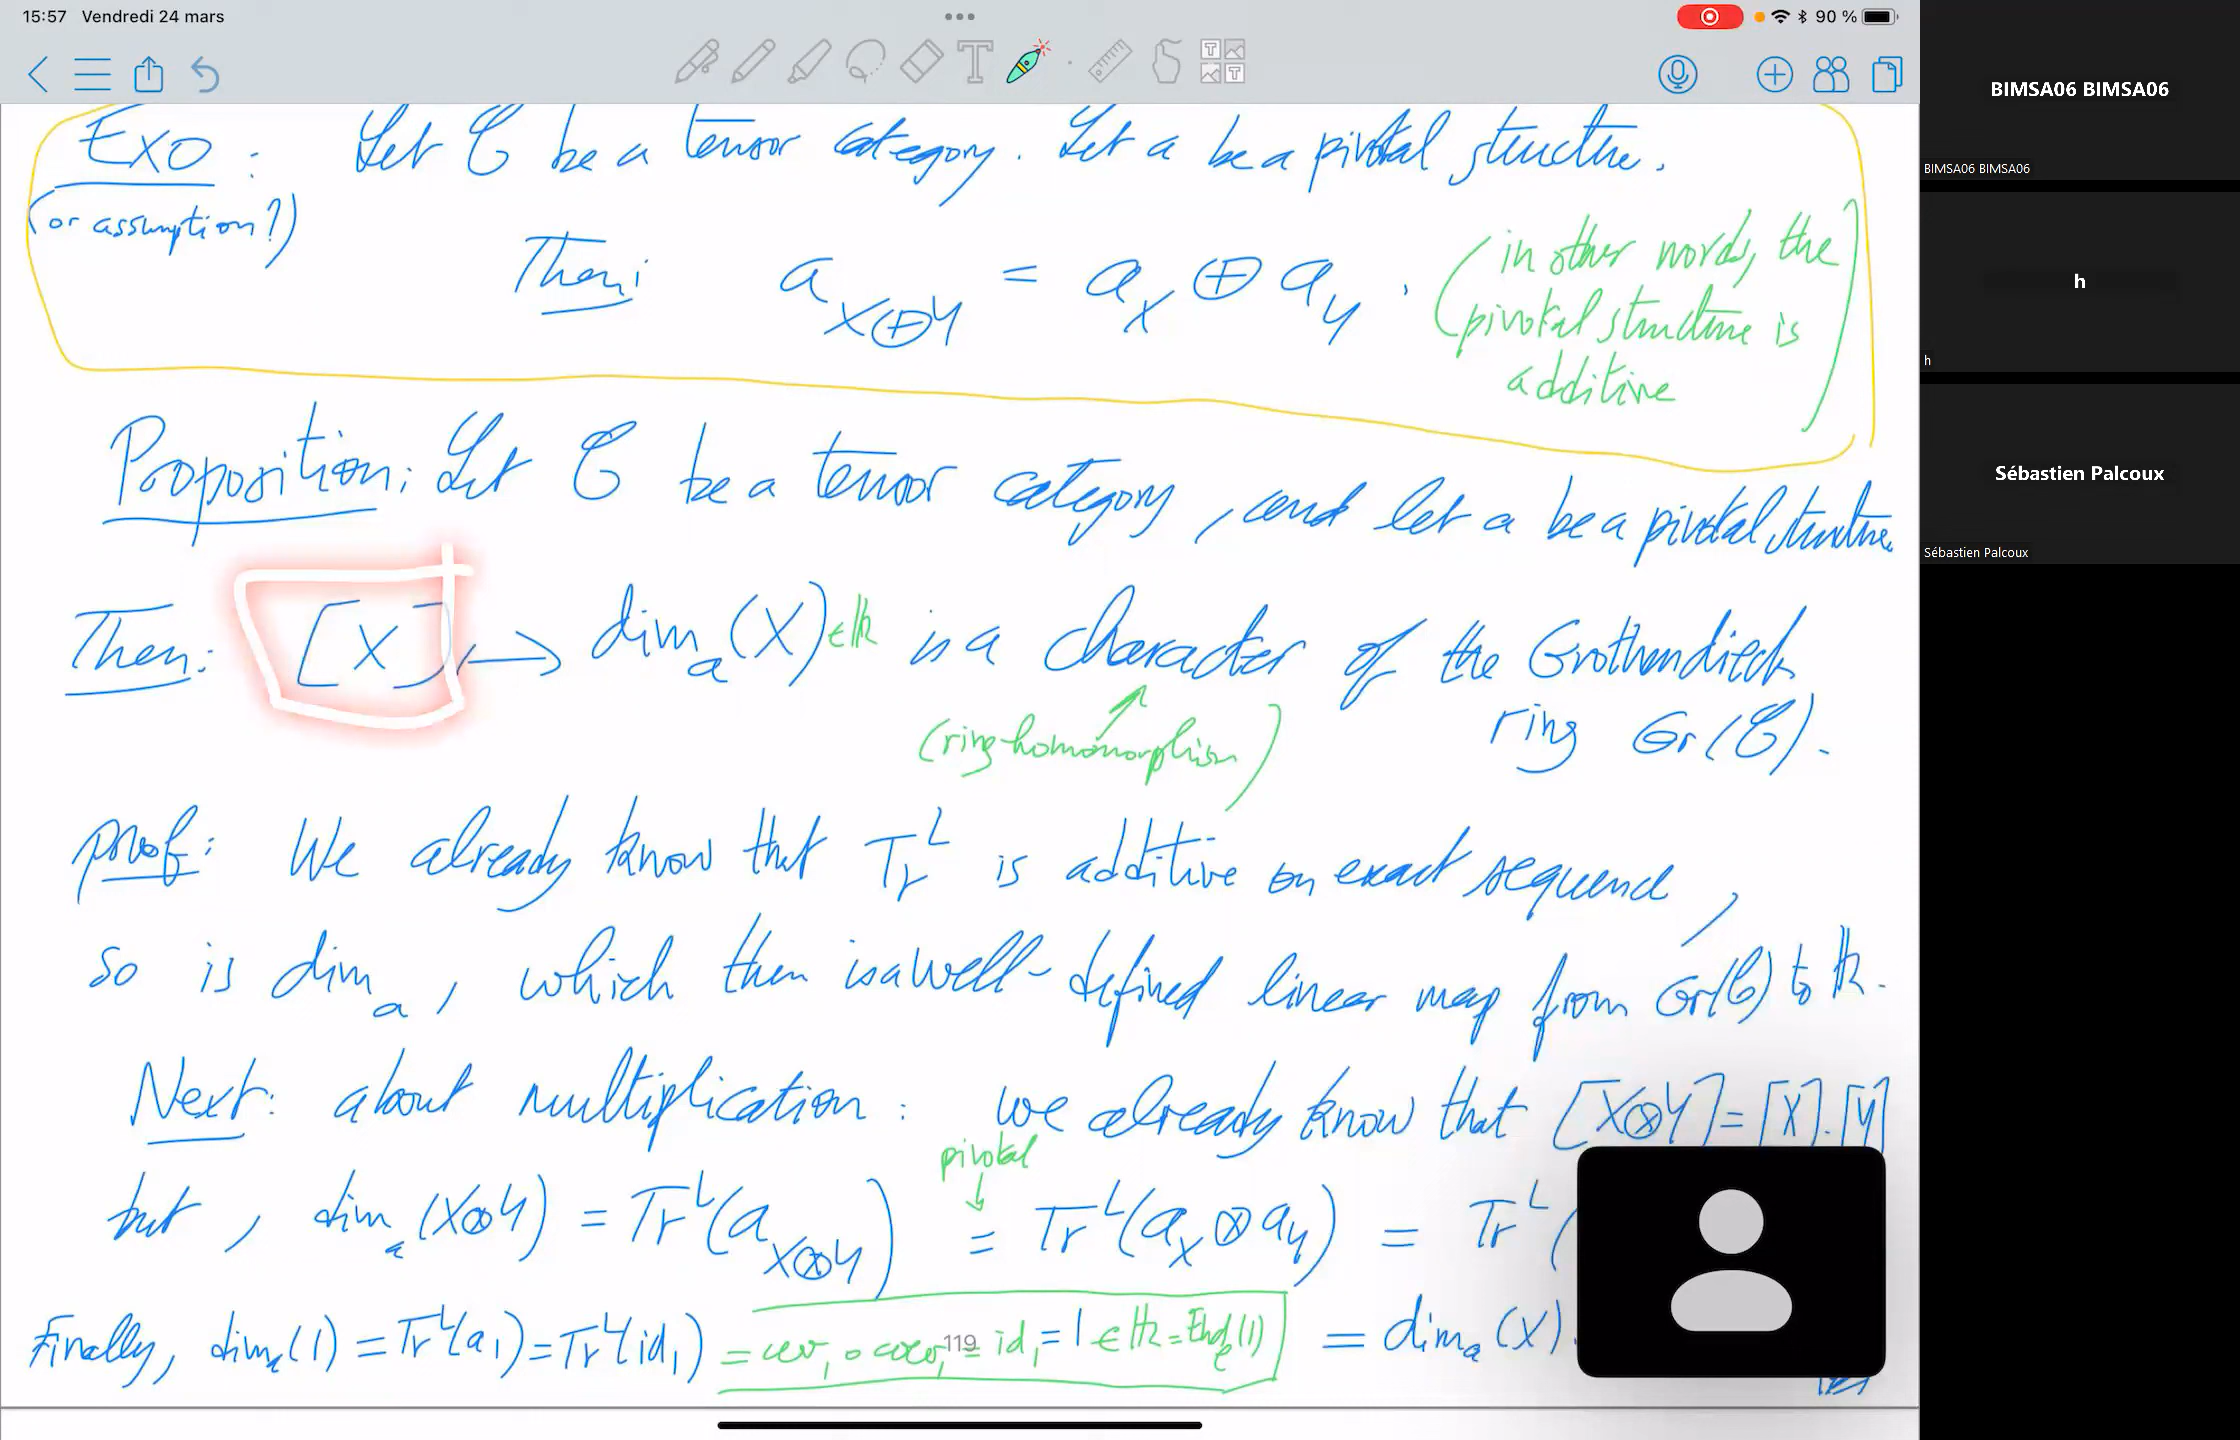 15:57 Vendredi 24 mars
90 %
Exo : Let C be a tensor category. Let a be a pivotal structure.
(or assumption?)
Then: a_{X⊕Y} = a_X ⊕ a_Y .
(in other words, the
pivotal structure is
additive)
Proposition: Let C be a tensor category, and let a be a pivotal structure.
Then: [X] ↦ dim_a(X) ∈ k is a character of the Grothendieck
(ring homomorphism)
ring Gr(C).
proof: We already know that Tr^L is additive on exact sequence,
so is dim_a, which then is a well-defined linear map from Gr(C) to k.
Next: about multiplication: we already know that [X⊗Y]=[X].[Y]
pivotal
↓
but, dim_a(X⊗Y) = Tr^L(a_{X⊗Y}) = Tr^L(a_X ⊗ a_Y) = Tr^L(
Finally, dim_a(1) = Tr^L(a_1) = Tr^L(id_1) = ev_1 ∘ coev_1 = id_1 = 1 ∈ k = End_C(1) = dim_a(X).
119
BIMSA06 BIMSA06
BIMSA06 BIMSA06
h
h
Sébastien Palcoux
Sébastien Palcoux